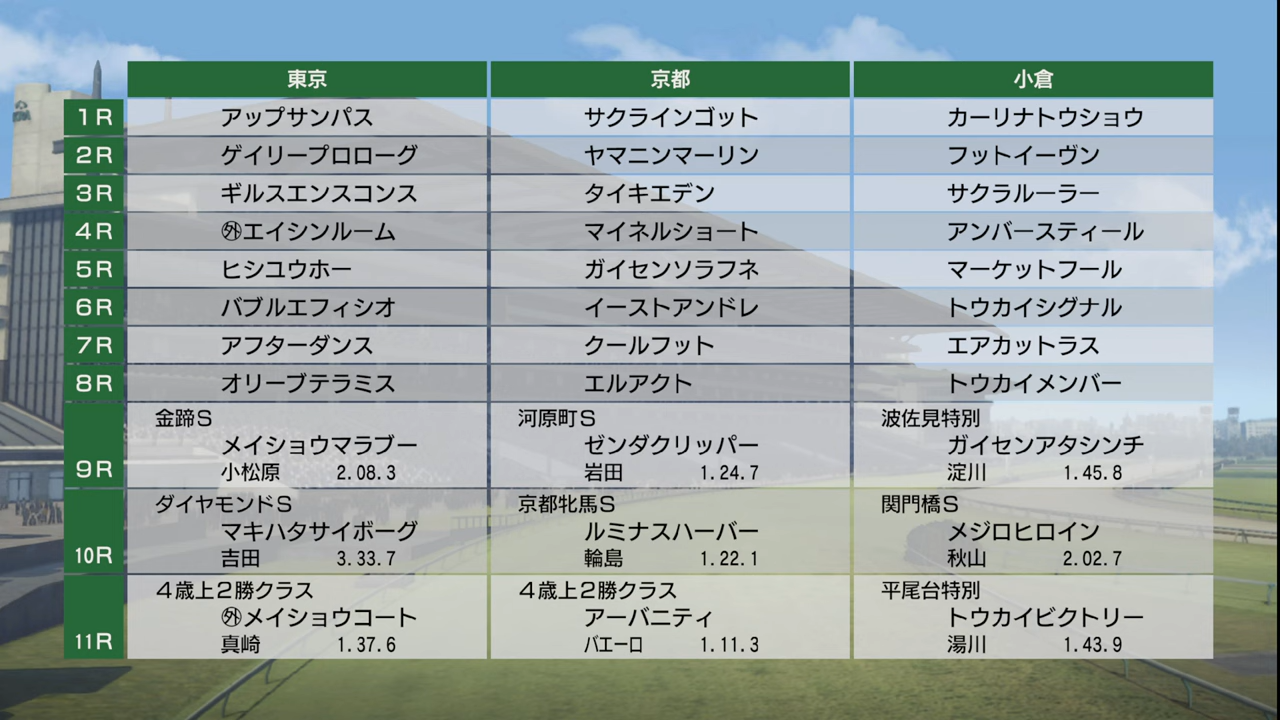 東京 京都 小倉
1R アップサンパス サクラインゴット カーリナトウショウ
2R ゲイリープロローグ ヤマニンマーリン フットイーヴン
3R ギルスエンスコンス タイキエデン サクラルーラー
4R 外エイシンルーム マイネルショート アンバースティール
5R ヒシユウホー ガイセンソラフネ マーケットフール
6R バブルエフィシオ イーストアンドレ トウカイシグナル
7R アフターダンス クールフット エアカットラス
8R オリーブテラミス エルアクト トウカイメンバー
金蹄S 河原町S 波佐見特別
メイショウマラブー ゼンダクリッパー ガイセンアタシンチ
9R 小松原 2.08.3 岩田 1.24.7 淀川 1.45.8
ダイヤモンドS 京都牝馬S 関門橋S
マキハタサイボーグ ルミナスハーバー メジロヒロイン
10R 吉田 3.33.7 輪島 1.22.1 秋山 2.02.7
4歳上2勝クラス 4歳上2勝クラス 平尾台特別
外メイショウコート アーバニティ トウカイビクトリー
11R 真崎 1.37.6 バエーロ 1.11.3 湯川 1.43.9